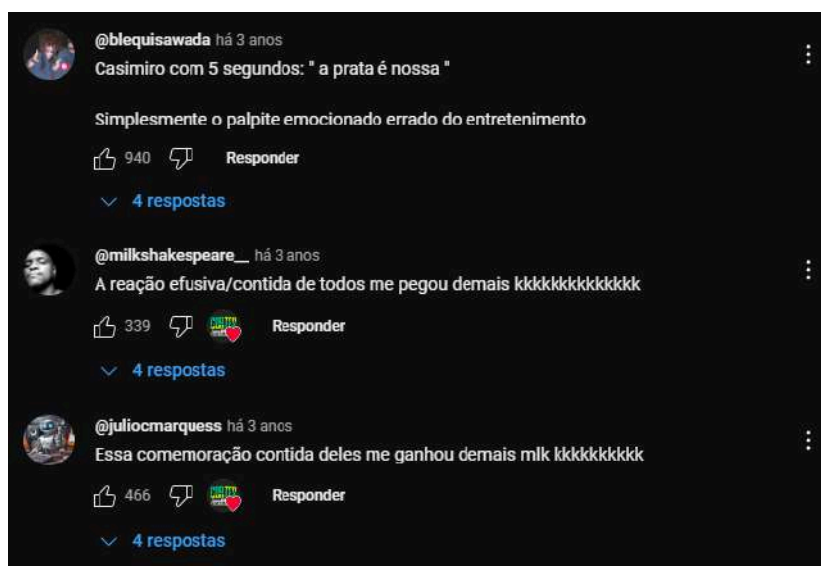 @blequisawada há 3 anos
Casimiro com 5 segundos: " a prata é nossa "
Simplesmente o palpite emocionado errado do entretenimento
940 Responder
4 respostas
@milkshakespeare__ há 3 anos
A reação efusiva/contida de todos me pegou demais kkkkkkkkkkkkkk
339 Responder
4 respostas
@juliocmarquess há 3 anos
Essa comemoração contida deles me ganhou demais mlk kkkkkkkkkk
466 Responder
4 respostas